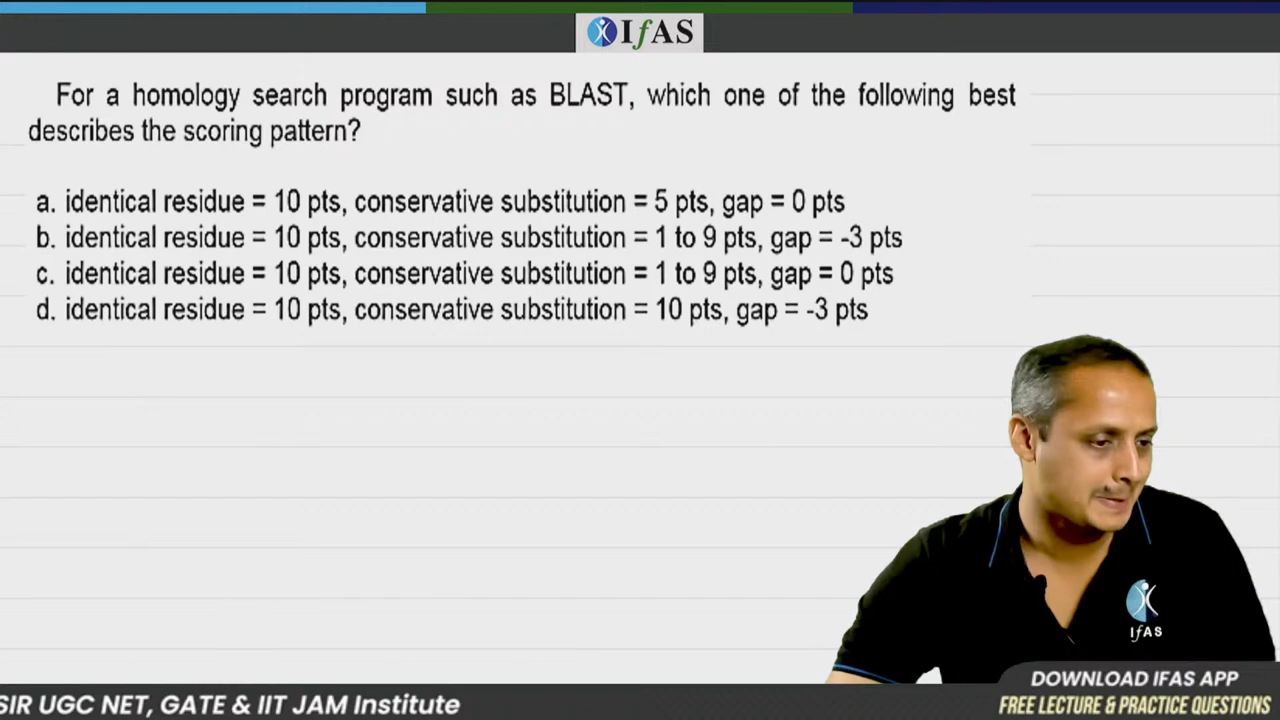 IfAS
For a homology search program such as BLAST, which one of the following best
describes the scoring pattern?
a. identical residue = 10 pts, conservative substitution = 5 pts, gap = 0 pts
b. identical residue = 10 pts, conservative substitution = 1 to 9 pts, gap = -3 pts
c. identical residue = 10 pts, conservative substitution = 1 to 9 pts, gap = 0 pts
d. identical residue = 10 pts, conservative substitution = 10 pts, gap = -3 pts
IfAS
DOWNLOAD IFAS APP
SIR UGC NET, GATE & IIT JAM Institute
FREE LECTURE & PRACTICE QUESTIONS